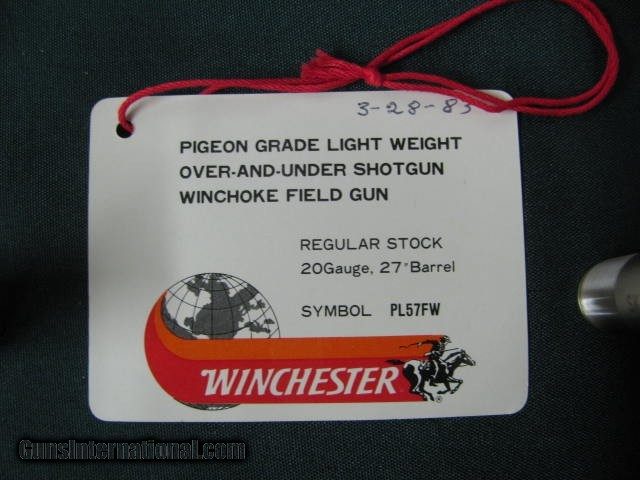 3-28-83
PIGEON GRADE LIGHT WEIGHT
OVER-AND-UNDER SHOTGUN
WINCHOKE FIELD GUN
REGULAR STOCK
20Gauge, 27"Barrel
SYMBOL PL57FW
WINCHESTER
®
GunsInternational.com